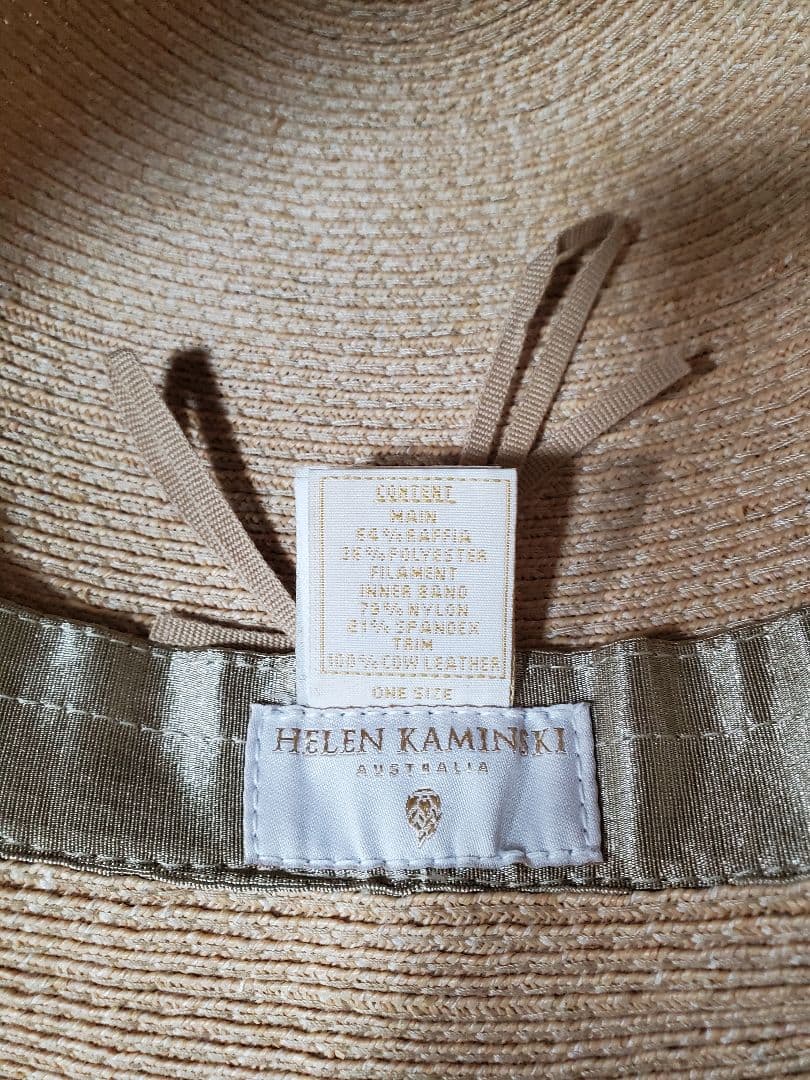 CONTENT
MAIN
64% RAFFIA
36% POLYESTER
FILAMENT
INNER BAND
79% NYLON
21% SPANDEX
TRIM
100% COW LEATHER
ONE SIZE
HELEN KAMINSKI
AUSTRALIA